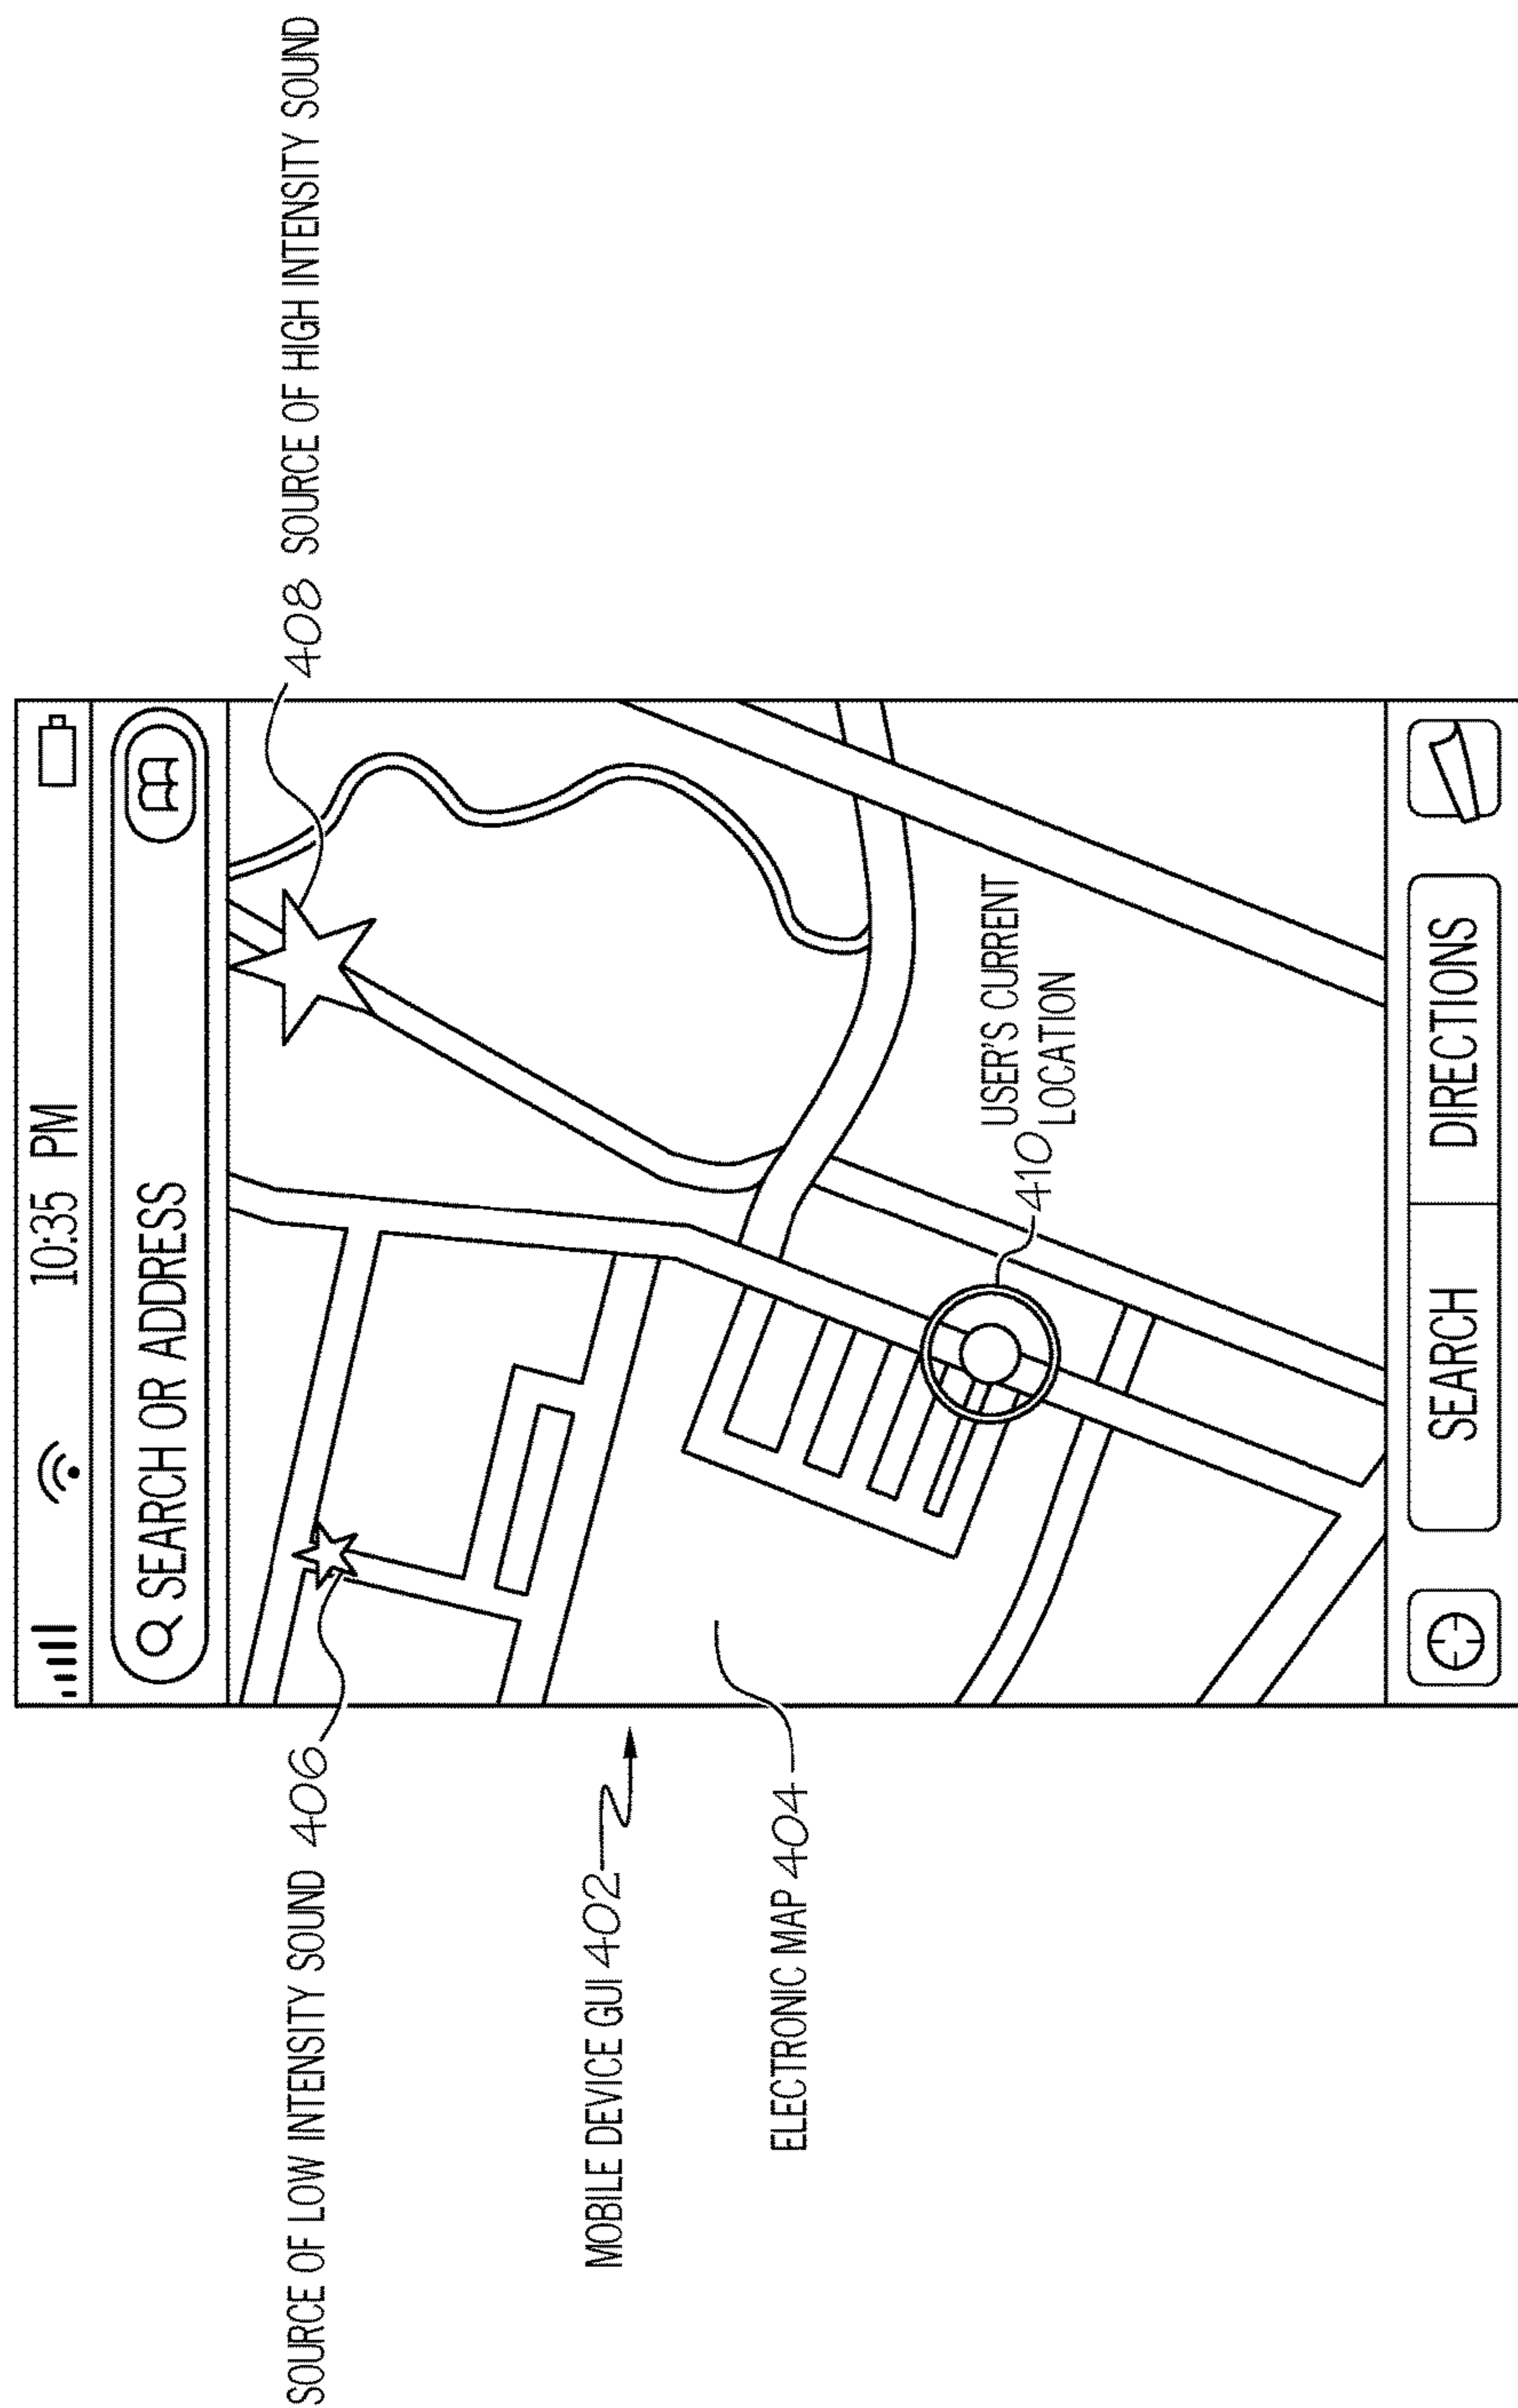 10:35 PM
SEARCH OR ADDRESS
SOURCE OF LOW INTENSITY SOUND 406
408 SOURCE OF HIGH INTENSITY SOUND
MOBILE DEVICE GUI 402
ELECTRONIC MAP 404
USER'S CURRENT
410 LOCATION
SEARCH
DIRECTIONS